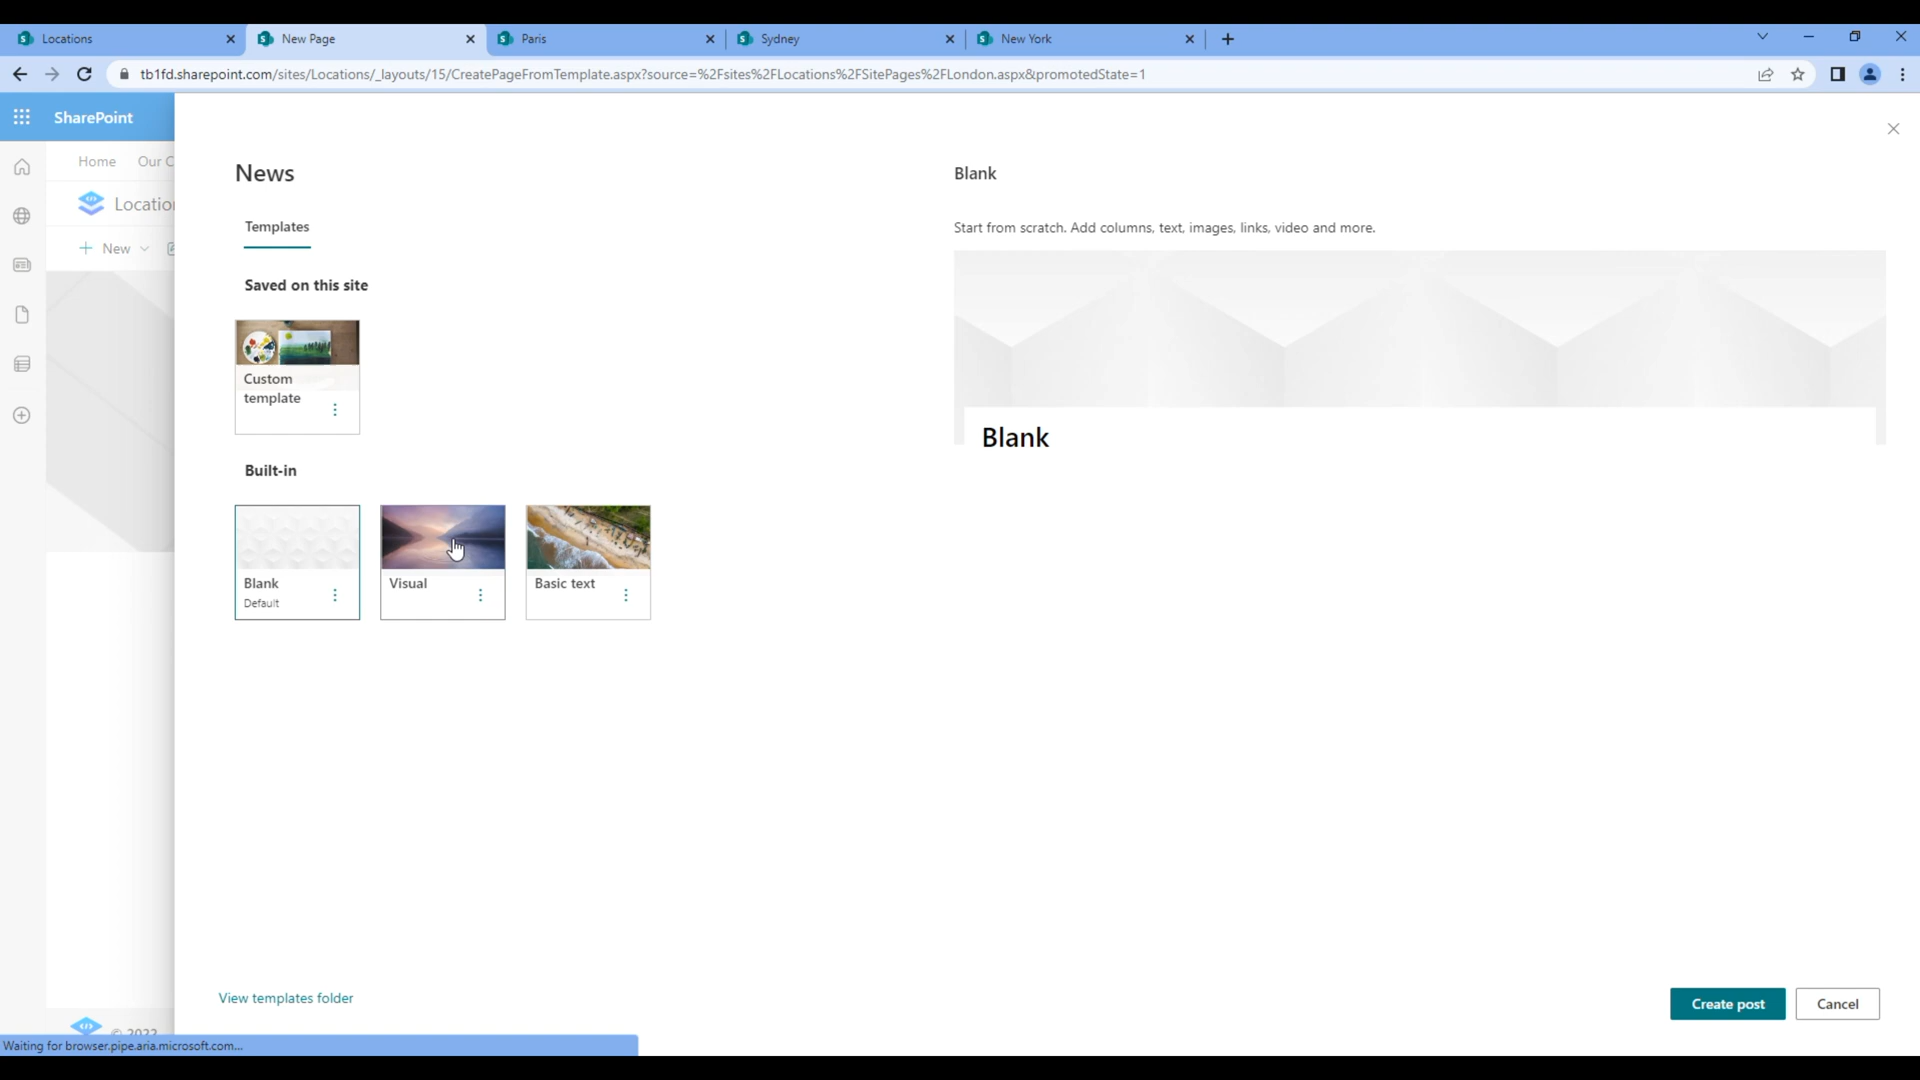 Locations
New Page
Paris
Sydney
New York
tb1fd.sharepoint.com/sites/Locations/_layouts/15/CreatePageFromTemplate.aspx?source=%2Fsites%2FLocations%2FSitePages%2FLondon.aspx&promotedState=1
SharePoint
Home Our C
Locatio
New
News
Templates
Saved on this site
Custom
template
Built-in
Blank
Default
Visual
Basic text
Blank
Start from scratch. Add columns, text, images, links, video and more.
Blank
View templates folder
Create post
Cancel
© 2022
Waiting for browser.pipe.aria.microsoft.com...